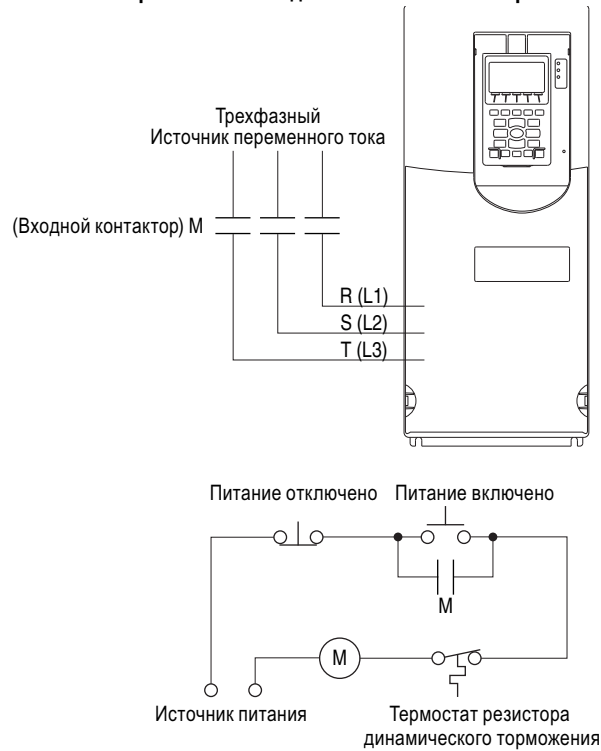 Трехфазный
Источник переменного тока
(Входной контактор) M
R (L1)
S (L2)
T (L3)
Питание отключено
Питание включено
M
M
Источник питания
Термостат резистора
динамического торможения